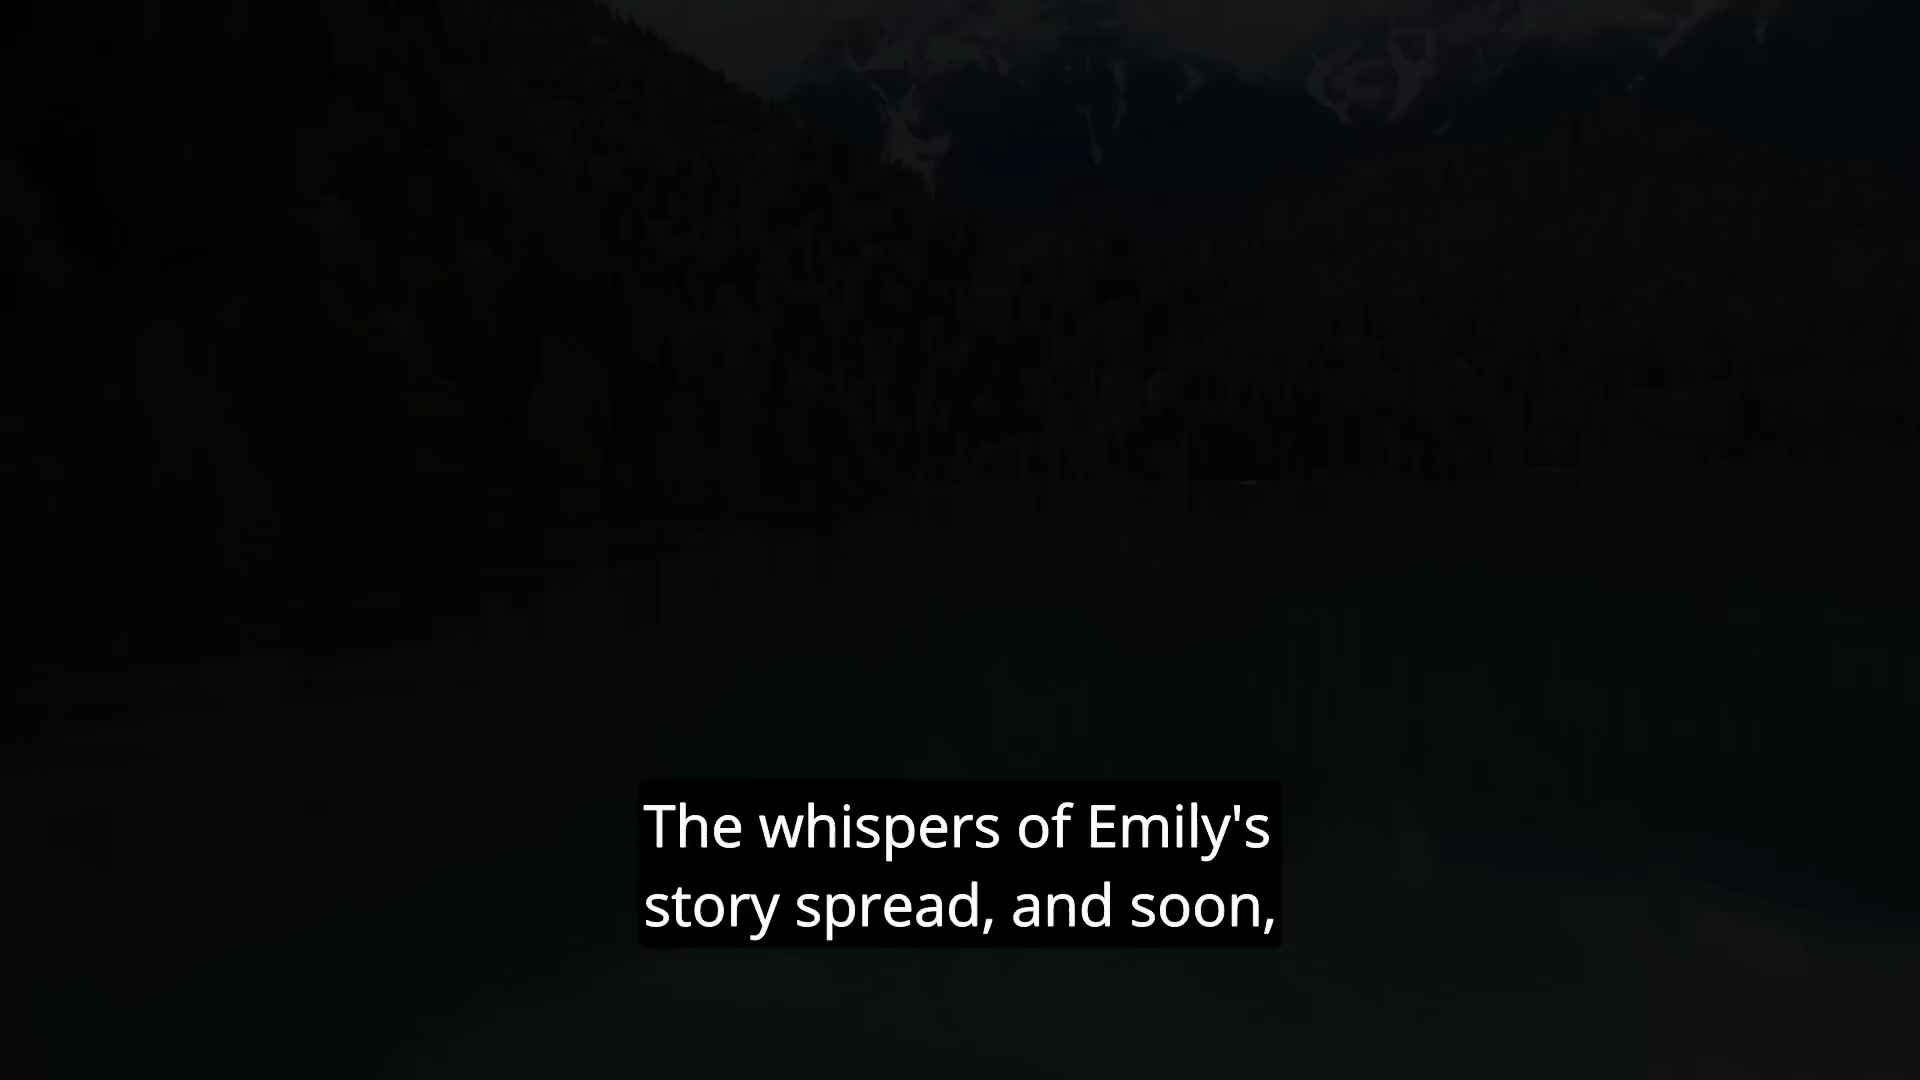 The whispers of Emily's
story spread, and soon,